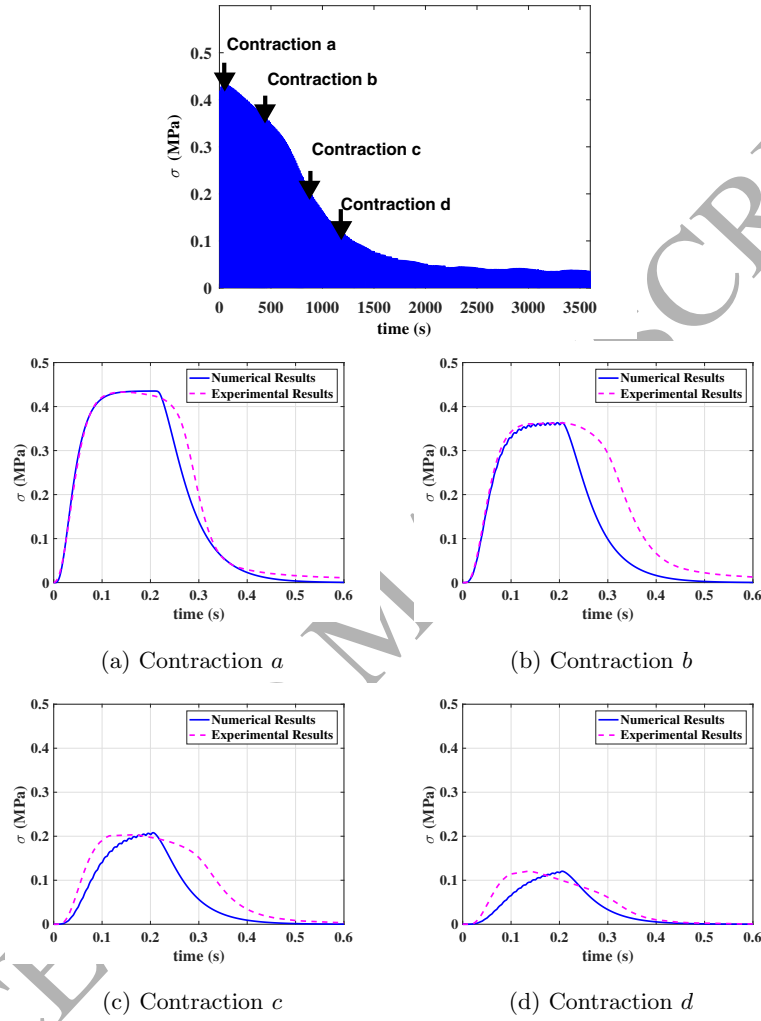 Contraction a
Contraction b
Contraction c
Contraction d
σ (MPa)
0.5
0.4
0.3
0.2
0.1
0
0 500 1000 1500 2000 2500 3000 3500
time (s)
Numerical Results
Experimental Results
σ (MPa)
0.5
0.4
0.3
0.2
0.1
0
0 0.1 0.2 0.3 0.4 0.5 0.6
time (s)
(a) Contraction a
Numerical Results
Experimental Results
σ (MPa)
0.5
0.4
0.3
0.2
0.1
0
0 0.1 0.2 0.3 0.4 0.5 0.6
time (s)
(b) Contraction b
Numerical Results
Experimental Results
σ (MPa)
0.5
0.4
0.3
0.2
0.1
0
0 0.1 0.2 0.3 0.4 0.5 0.6
time (s)
(c) Contraction c
Numerical Results
Experimental Results
σ (MPa)
0.5
0.4
0.3
0.2
0.1
0
0 0.1 0.2 0.3 0.4 0.5 0.6
time (s)
(d) Contraction d